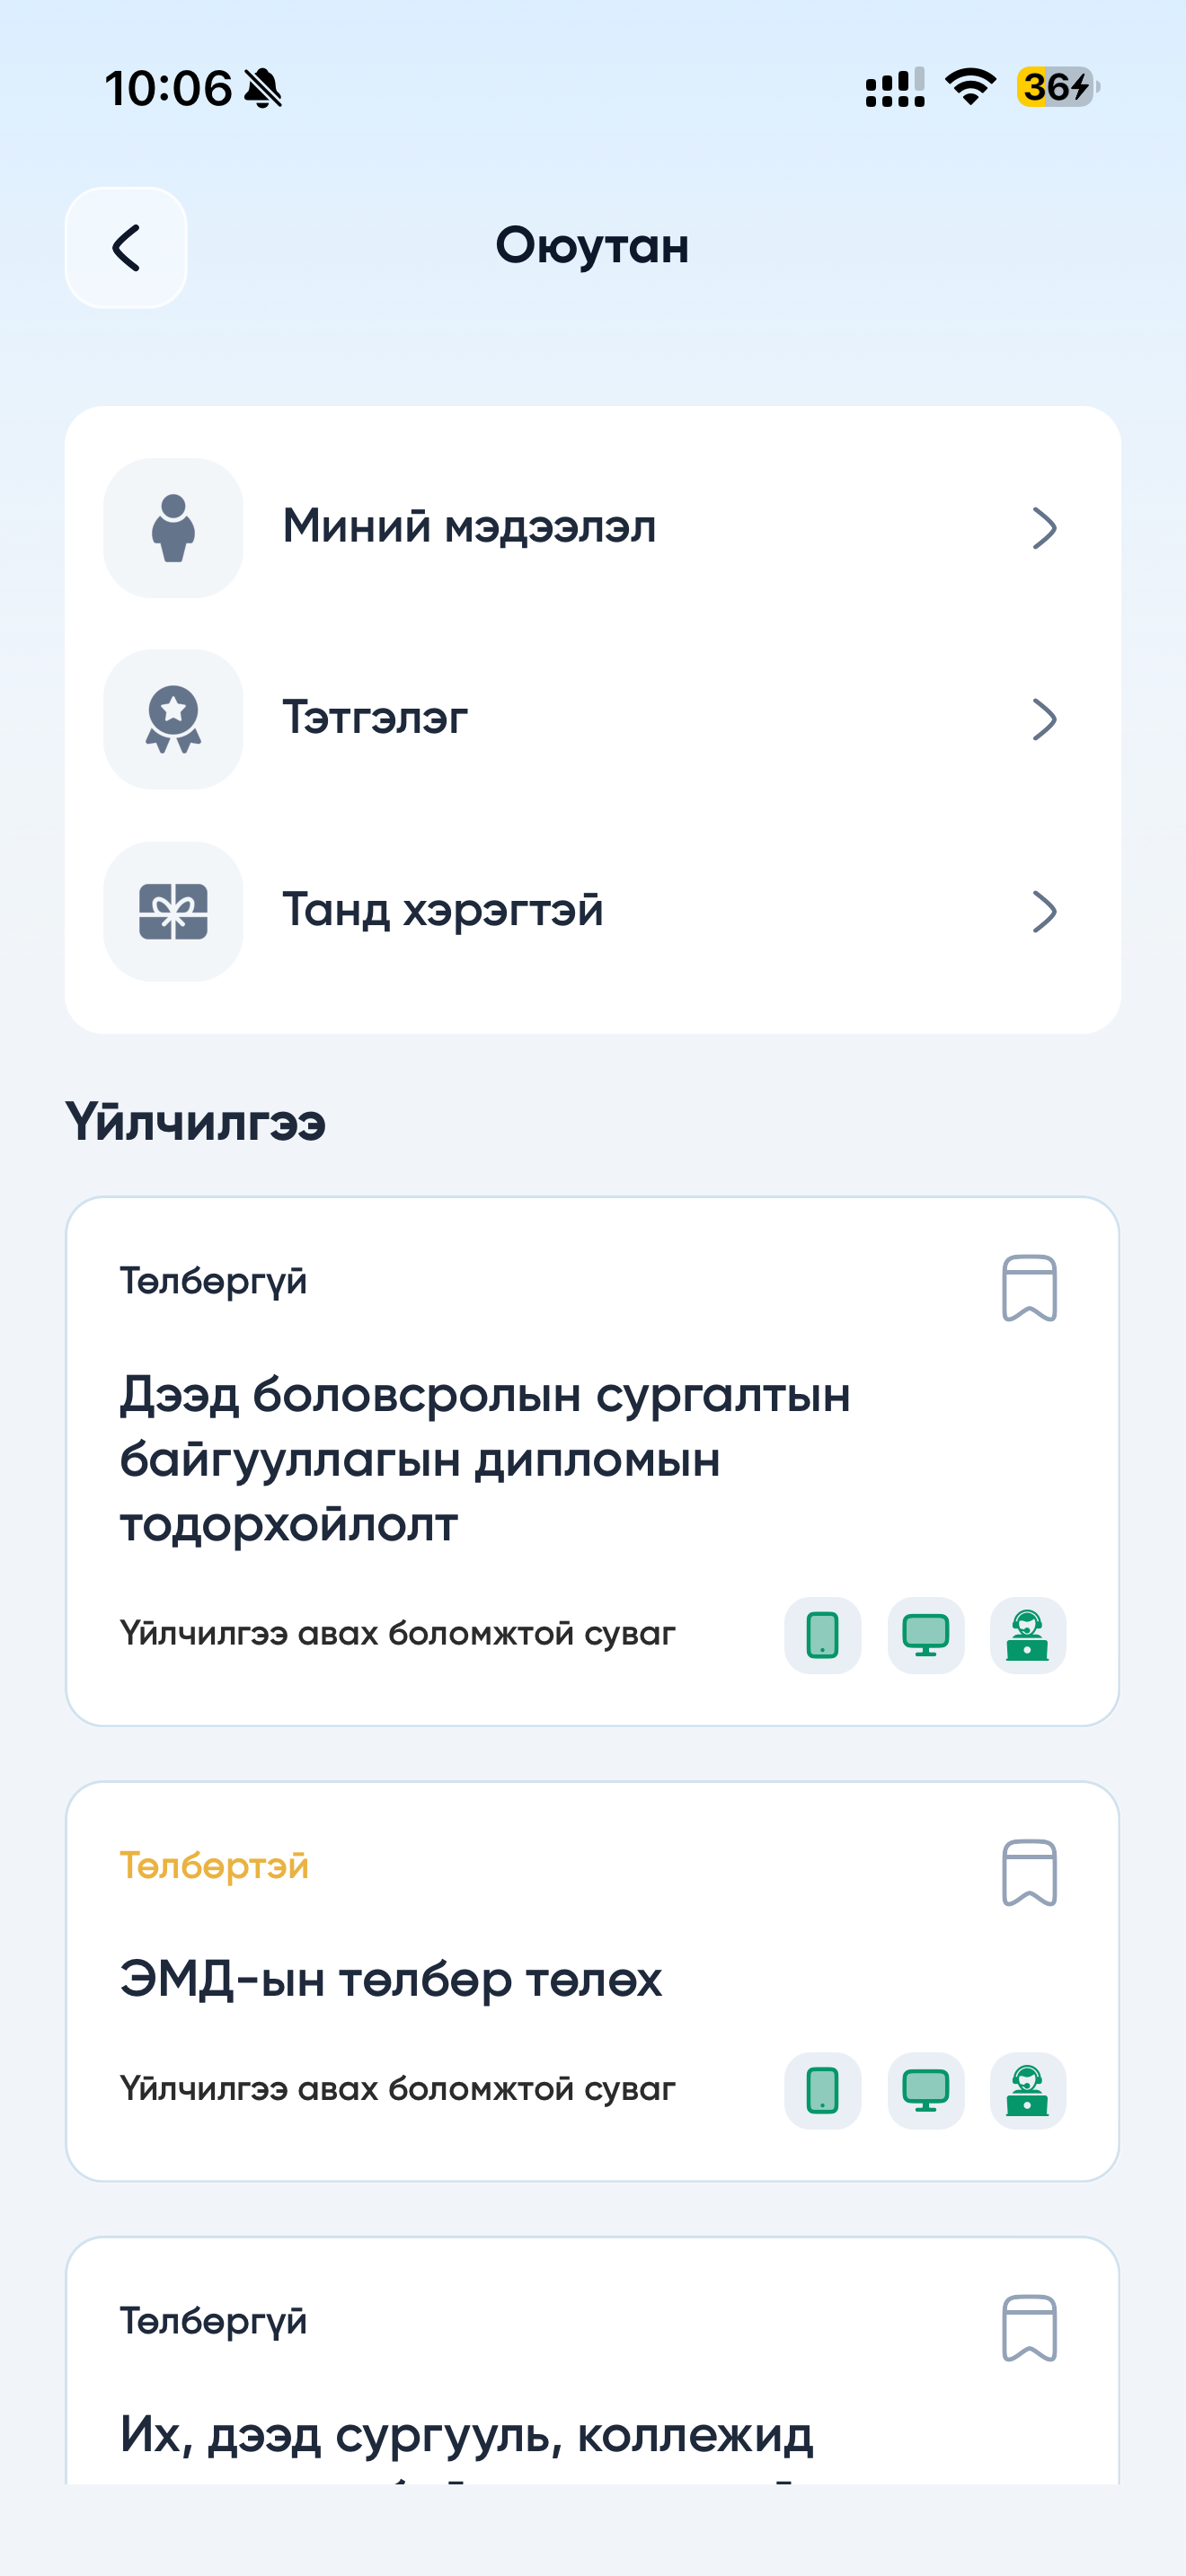 10:06
36
Оюутан
Миний мэдээлэл
Тэтгэлэг
Танд хэрэгтэй
Үйлчилгээ
Төлбөргүй
Дээд боловсролын сургалтын
байгууллагын дипломын
тодорхойлолт
Үйлчилгээ авах боломжтой суваг
Төлбөртэй
ЭМД-ын төлбөр төлөх
Үйлчилгээ авах боломжтой суваг
Төлбөргүй
Их, дээд сургууль, коллежид